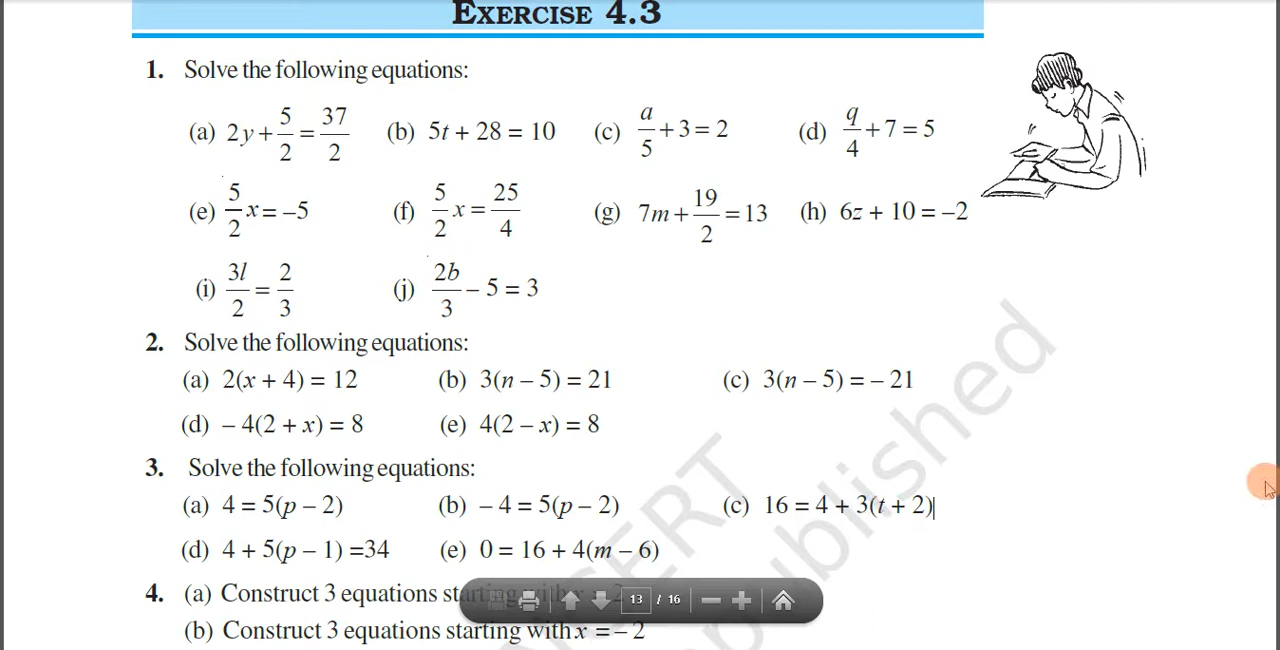 EXERCISE 4.3
1. Solve the following equations:
(a) 2y + 5/2 = 37/2 (b) 5t + 28 = 10 (c) a/5 + 3 = 2 (d) q/4 + 7 = 5
(e) 5/2 x = –5 (f) 5/2 x = 25/4 (g) 7m + 19/2 = 13 (h) 6z + 10 = –2
(i) 3l/2 = 2/3 (j) 2b/3 – 5 = 3
2. Solve the following equations:
(a) 2(x + 4) = 12 (b) 3(n – 5) = 21 (c) 3(n – 5) = – 21
(d) – 4(2 + x) = 8 (e) 4(2 – x) = 8
3. Solve the following equations:
(a) 4 = 5(p – 2) (b) – 4 = 5(p – 2) (c) 16 = 4 + 3(t + 2)
(d) 4 + 5(p – 1) =34 (e) 0 = 16 + 4(m – 6)
4. (a) Construct 3 equations starting with
13 / 16
(b) Construct 3 equations starting with x = – 2
published